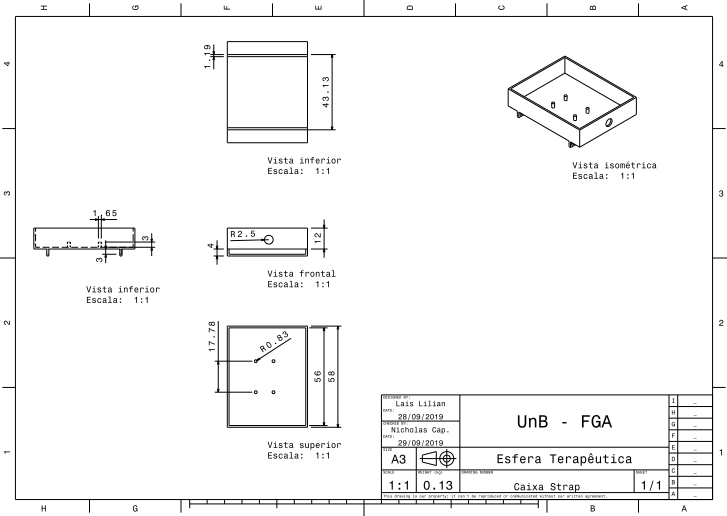 H G F E D C B A
4
4
1.19
43.13
Vista inferior
Escala: 1:1
Vista isométrica
Escala: 1:1
3
3
1 65
3
3
Vista inferior
Escala: 1:1
R2.5
12
4
Vista frontal
Escala: 1:1
2
2
17.78
R0.83
56
58
Vista superior
Escala: 1:1
1
1
DESIGNED BY:
Lais Lilian
DATE:
28/09/2019
CHECKED BY:
Nicholas Cap.
DATE:
29/09/2019
UnB - FGA
SIZE
A3
Esfera Terapêutica
SCALE
1:1
WEIGHT (kg)
0.13
DRAWING NUMBER
Caixa Strap
SHEET
1/1
This drawing is our property; it can't be reproduced or communicated without our written agreement.
I _
H _
G _
F _
E _
D _
C _
B _
A _
H G B A